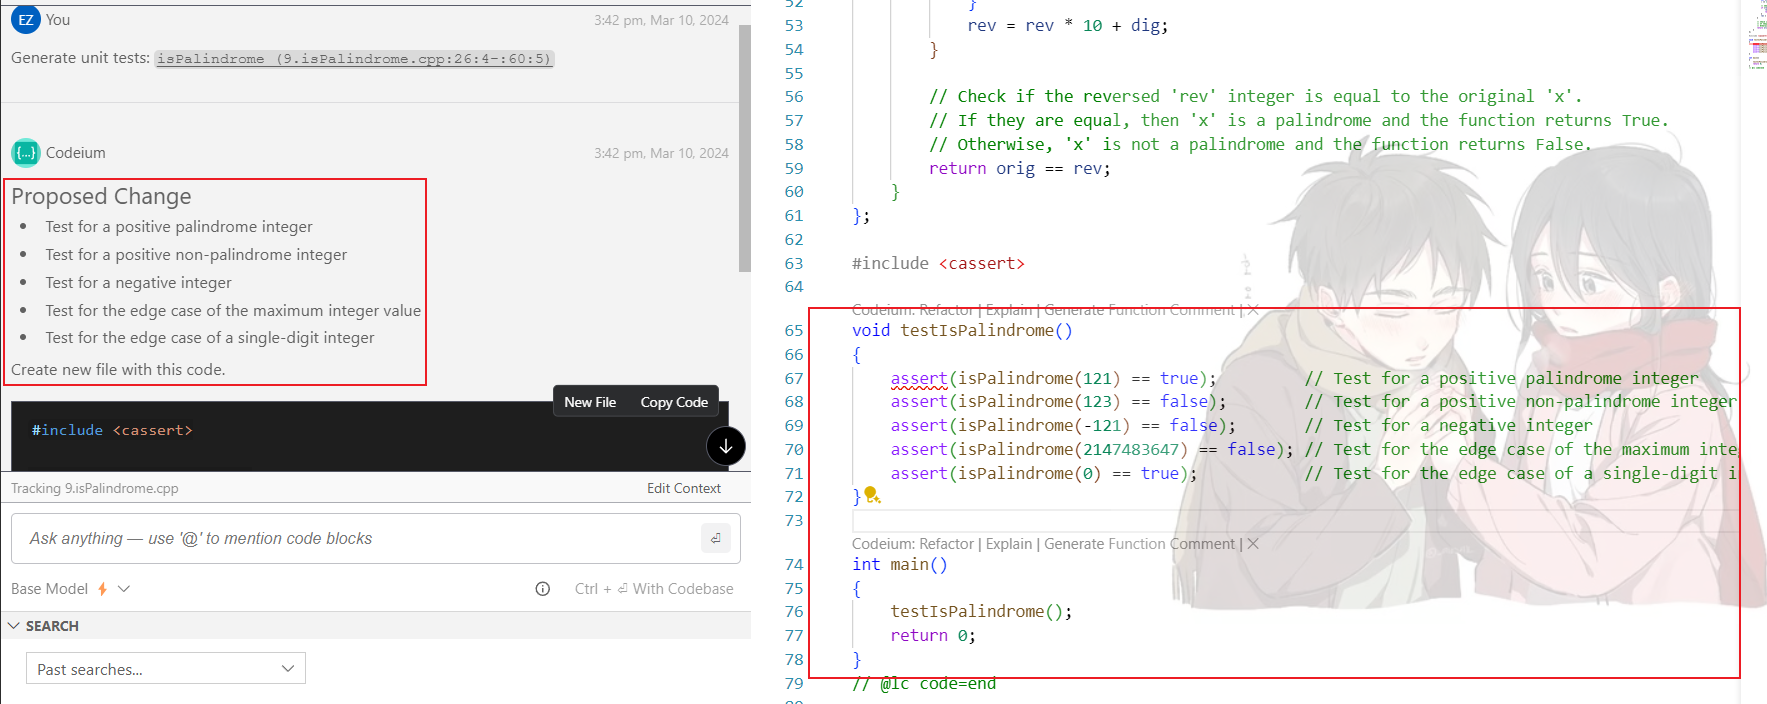 EZ You 3:42 pm, Mar 10, 2024
Generate unit tests: isPalindrome (9.isPalindrome.cpp:26:4-:60:5)
{...} Codeium 3:42 pm, Mar 10, 2024
Proposed Change
• Test for a positive palindrome integer
• Test for a positive non-palindrome integer
• Test for a negative integer
• Test for the edge case of the maximum integer value
• Test for the edge case of a single-digit integer
Create new file with this code.
New File Copy Code
#include <cassert>
Tracking 9.isPalindrome.cpp Edit Context
Ask anything — use '@' to mention code blocks
Base Model Ctrl + ⏎ With Codebase
SEARCH
Past searches...
52 }
53 rev = rev * 10 + dig;
54 }
55
56 // Check if the reversed 'rev' integer is equal to the original 'x'.
57 // If they are equal, then 'x' is a palindrome and the function returns True.
58 // Otherwise, 'x' is not a palindrome and the function returns False.
59 return orig == rev;
60 }
61 };
62
63 #include <cassert>
64
Codeium: Refactor | Explain | Generate Function Comment | ×
65 void testIsPalindrome()
66 {
67 assert(isPalindrome(121) == true); // Test for a positive palindrome integer
68 assert(isPalindrome(123) == false); // Test for a positive non-palindrome integer
69 assert(isPalindrome(-121) == false); // Test for a negative integer
70 assert(isPalindrome(2147483647) == false); // Test for the edge case of the maximum inte
71 assert(isPalindrome(0) == true); // Test for the edge case of a single-digit i
72 }
73
Codeium: Refactor | Explain | Generate Function Comment | ×
74 int main()
75 {
76 testIsPalindrome();
77 return 0;
78 }
79 // @lc code=end